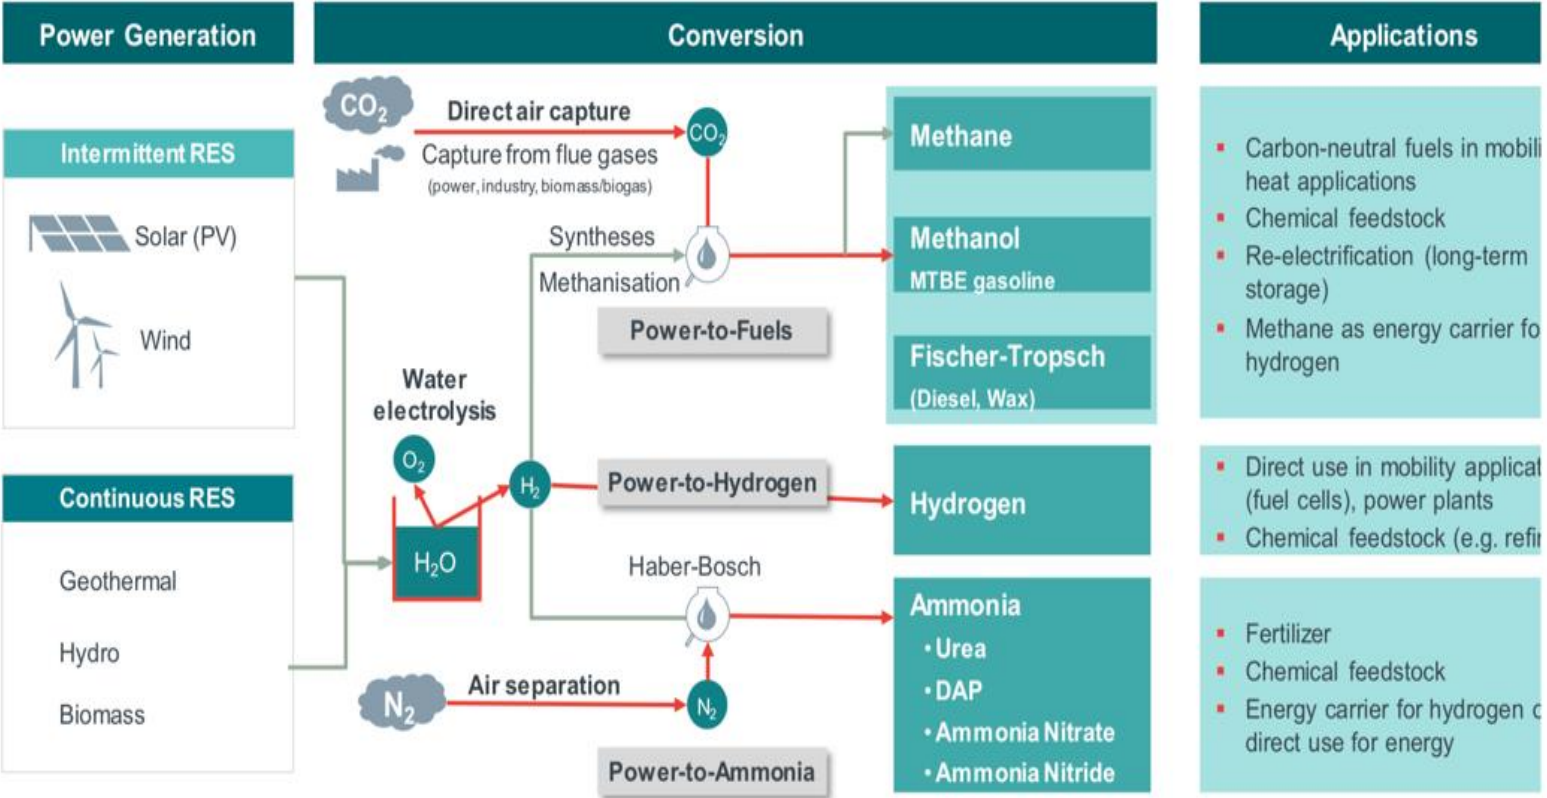 Power Generation
Conversion
Applications
Intermittent RES
Solar (PV)
Wind
Continuous RES
Geothermal
Hydro
Biomass
CO₂
Direct air capture
CO₂
Capture from flue gases
(power, industry, biomass/biogas)
Syntheses
Methanisation
Power-to-Fuels
Water
electrolysis
O₂
H₂
H₂O
Power-to-Hydrogen
Haber-Bosch
N₂
Air separation
N₂
Power-to-Ammonia
Methane
Methanol
MTBE gasoline
Fischer-Tropsch
(Diesel, Wax)
Hydrogen
Ammonia
• Urea
• DAP
• Ammonia Nitrate
• Ammonia Nitride
▪ Carbon-neutral fuels in
heat applications
▪ Chemical feedstock
▪ Re-electrification (long-term
storage)
▪ Methane as energy carrier
hydrogen
▪ Direct use in mobility
(fuel cells), power plants
▪ Chemical feedstock (e.g.
▪ Fertilizer
▪ Chemical feedstock
▪ Energy carrier for hydrogen
direct use for energy